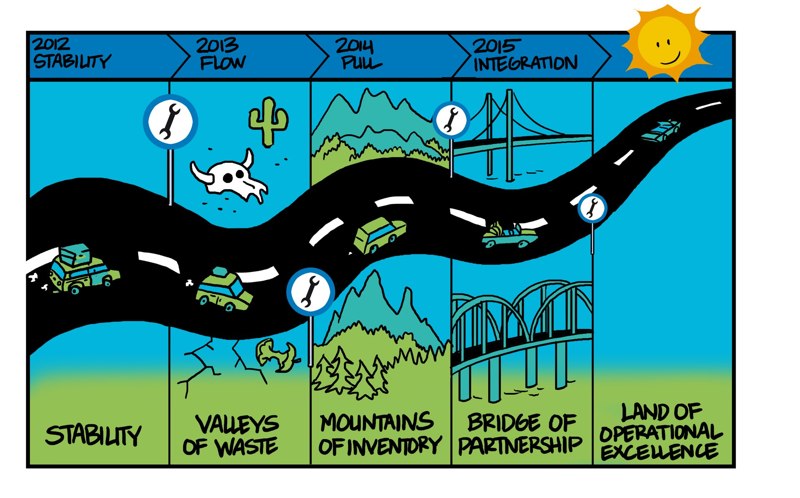 2012
STABILITY
2013
FLOW
2014
PULL
2015
INTEGRATION
STABILITY
VALLEYS
OF WASTE
MOUNTAINS
OF INVENTORY
BRIDGE OF
PARTNERSHIP
LAND OF
OPERATIONAL
EXCELLENCE